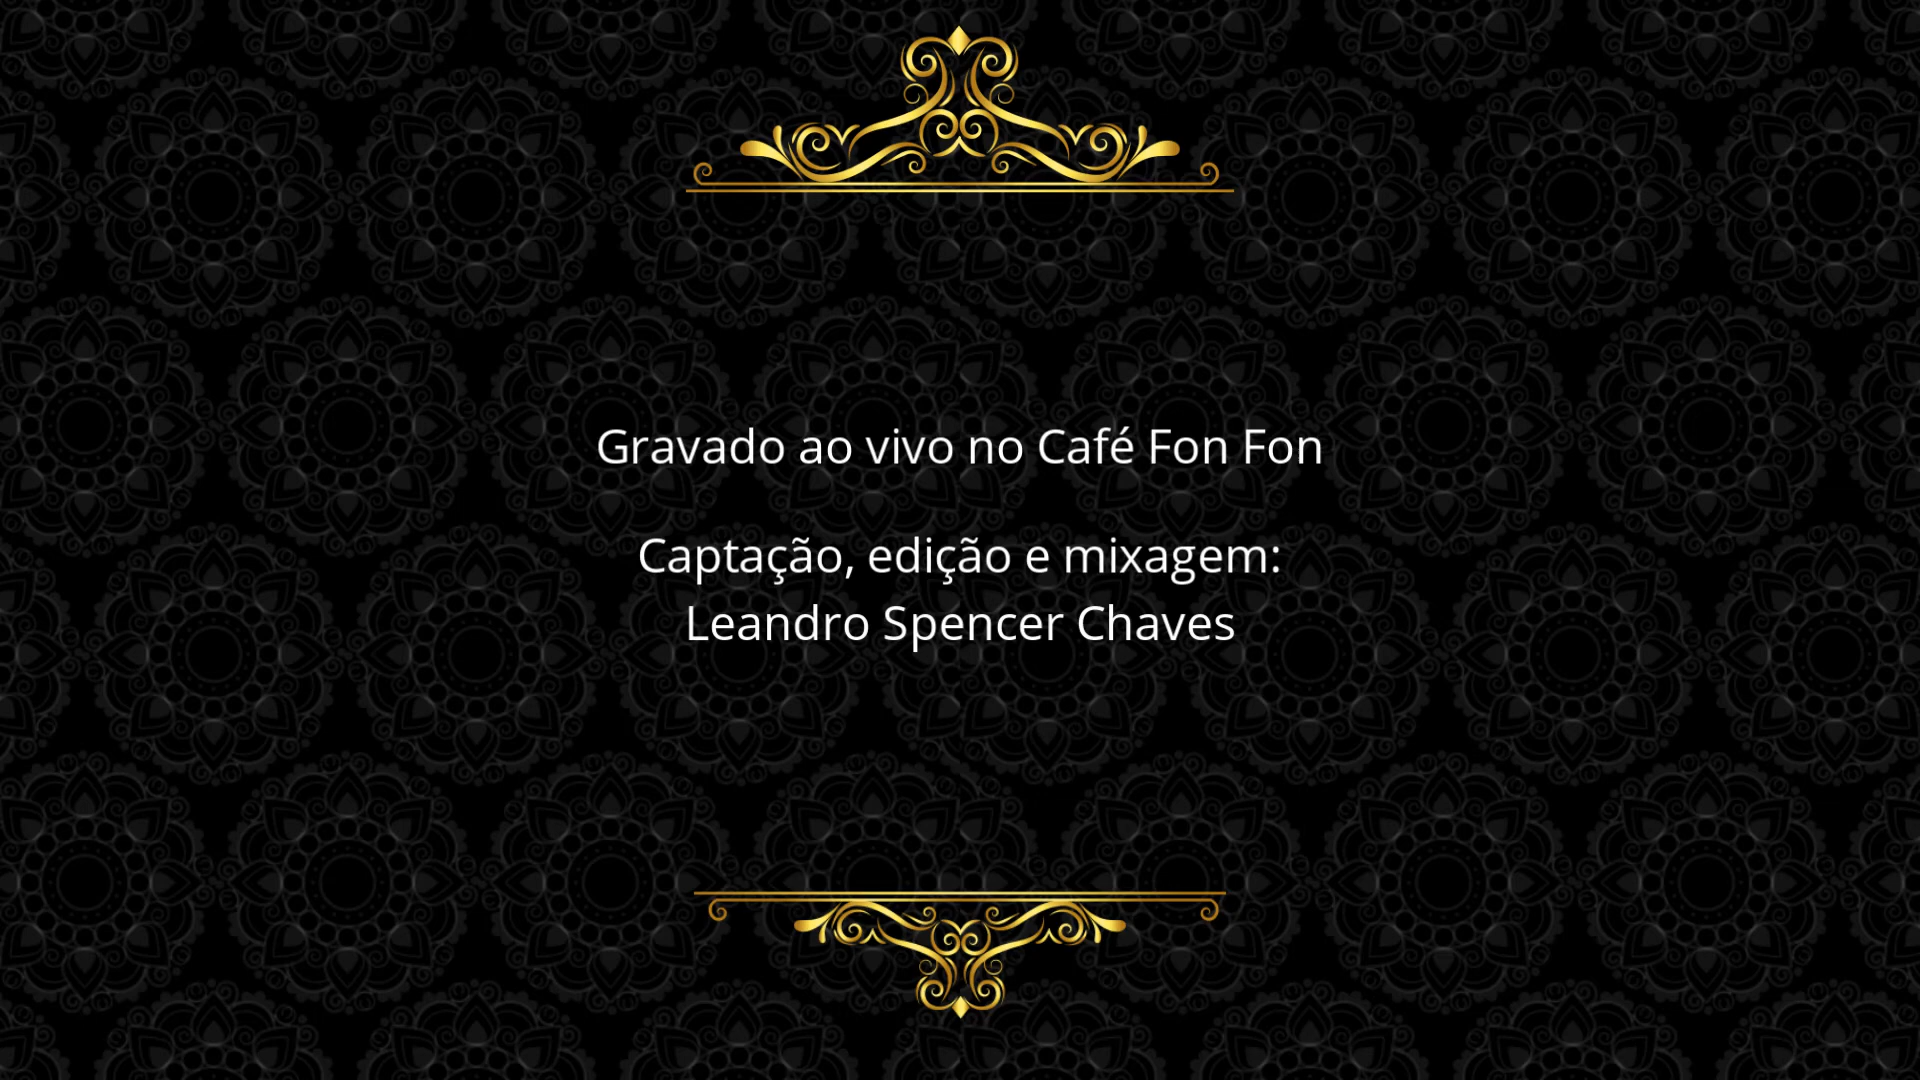 Gravado ao vivo no Café Fon Fon
Captação, edição e mixagem:
Leandro Spencer Chaves